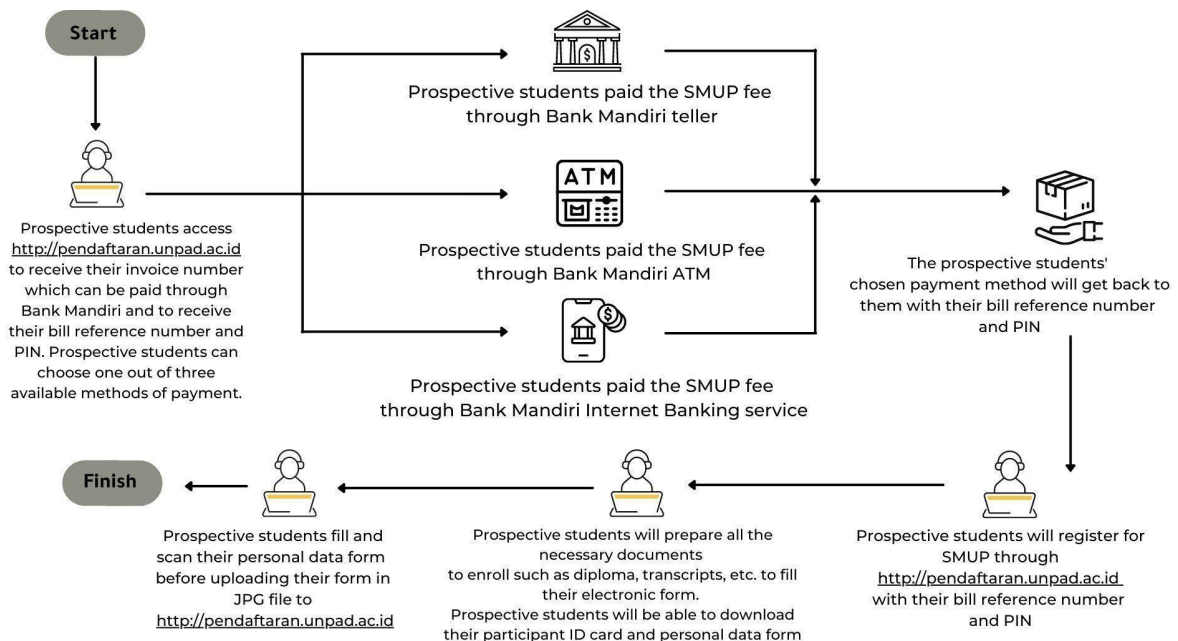 Start
Prospective students access
http://pendaftaran.unpad.ac.id
to receive their invoice number
which can be paid through
Bank Mandiri and to receive
their bill reference number and
PIN. Prospective students can
choose one out of three
available methods of payment.
Prospective students paid the SMUP fee
through Bank Mandiri teller
ATM
Prospective students paid the SMUP fee
through Bank Mandiri ATM
Prospective students paid the SMUP fee
through Bank Mandiri Internet Banking service
The prospective students'
chosen payment method will get back to
them with their bill reference number
and PIN
Prospective students will register for
SMUP through
http://pendaftaran.unpad.ac.id
with their bill reference number
and PIN
Prospective students will prepare all the
necessary documents
to enroll such as diploma, transcripts, etc. to fill
their electronic form.
Prospective students will be able to download
their participant ID card and personal data form
Prospective students fill and
scan their personal data form
before uploading their form in
JPG file to
http://pendaftaran.unpad.ac.id
Finish